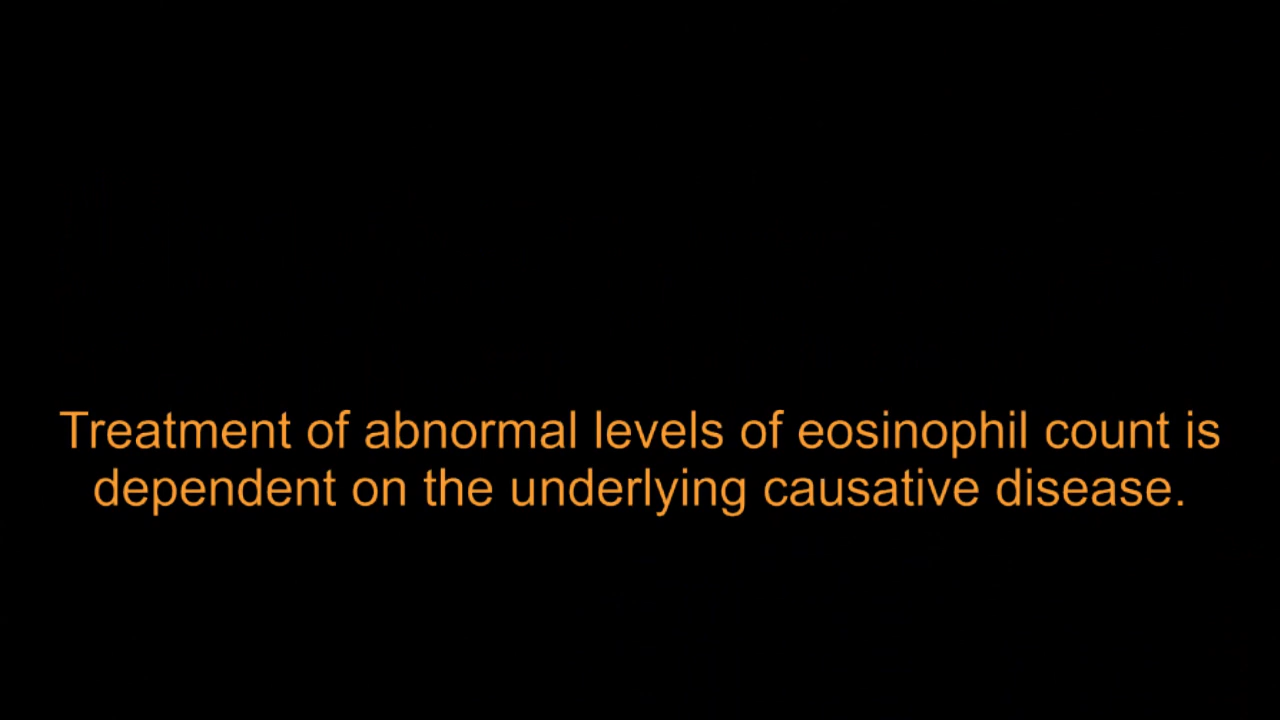 Treatment of abnormal levels of eosinophil count is
dependent on the underlying causative disease.